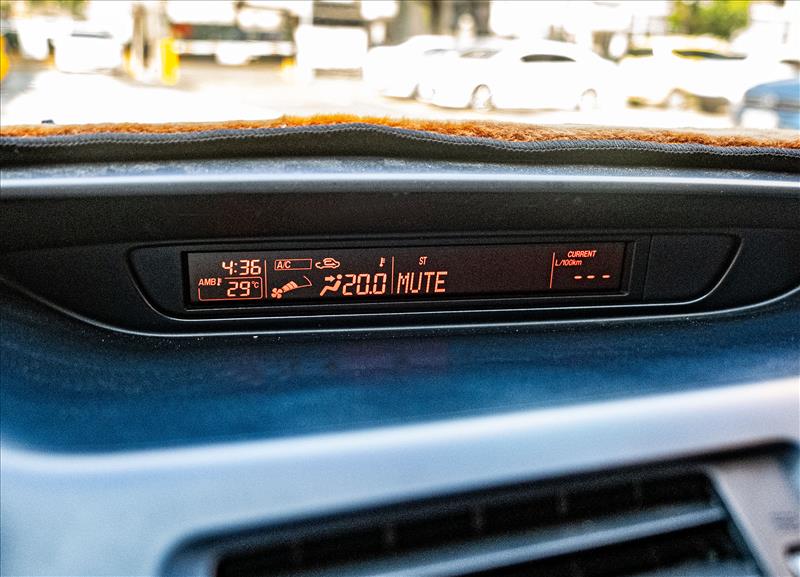 4:36 A/C ST CURRENT
L/100km
AMB 29°C 20.0 MUTE ---